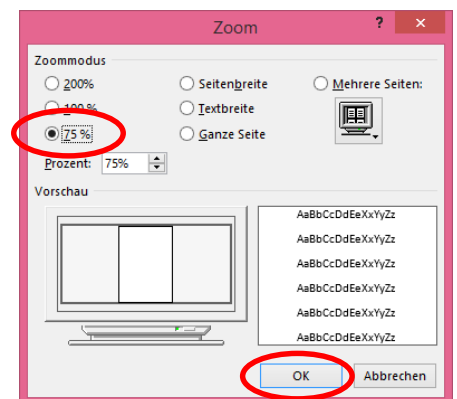 Zoom ? ×
Zoommodus
200% Seitenbreite Mehrere Seiten:
100 % Textbreite
75 % Ganze Seite
Prozent: 75%
Vorschau
AaBbCcDdEeXxYyZz
AaBbCcDdEeXxYyZz
AaBbCcDdEeXxYyZz
AaBbCcDdEeXxYyZz
AaBbCcDdEeXxYyZz
AaBbCcDdEeXxYyZz
OK Abbrechen